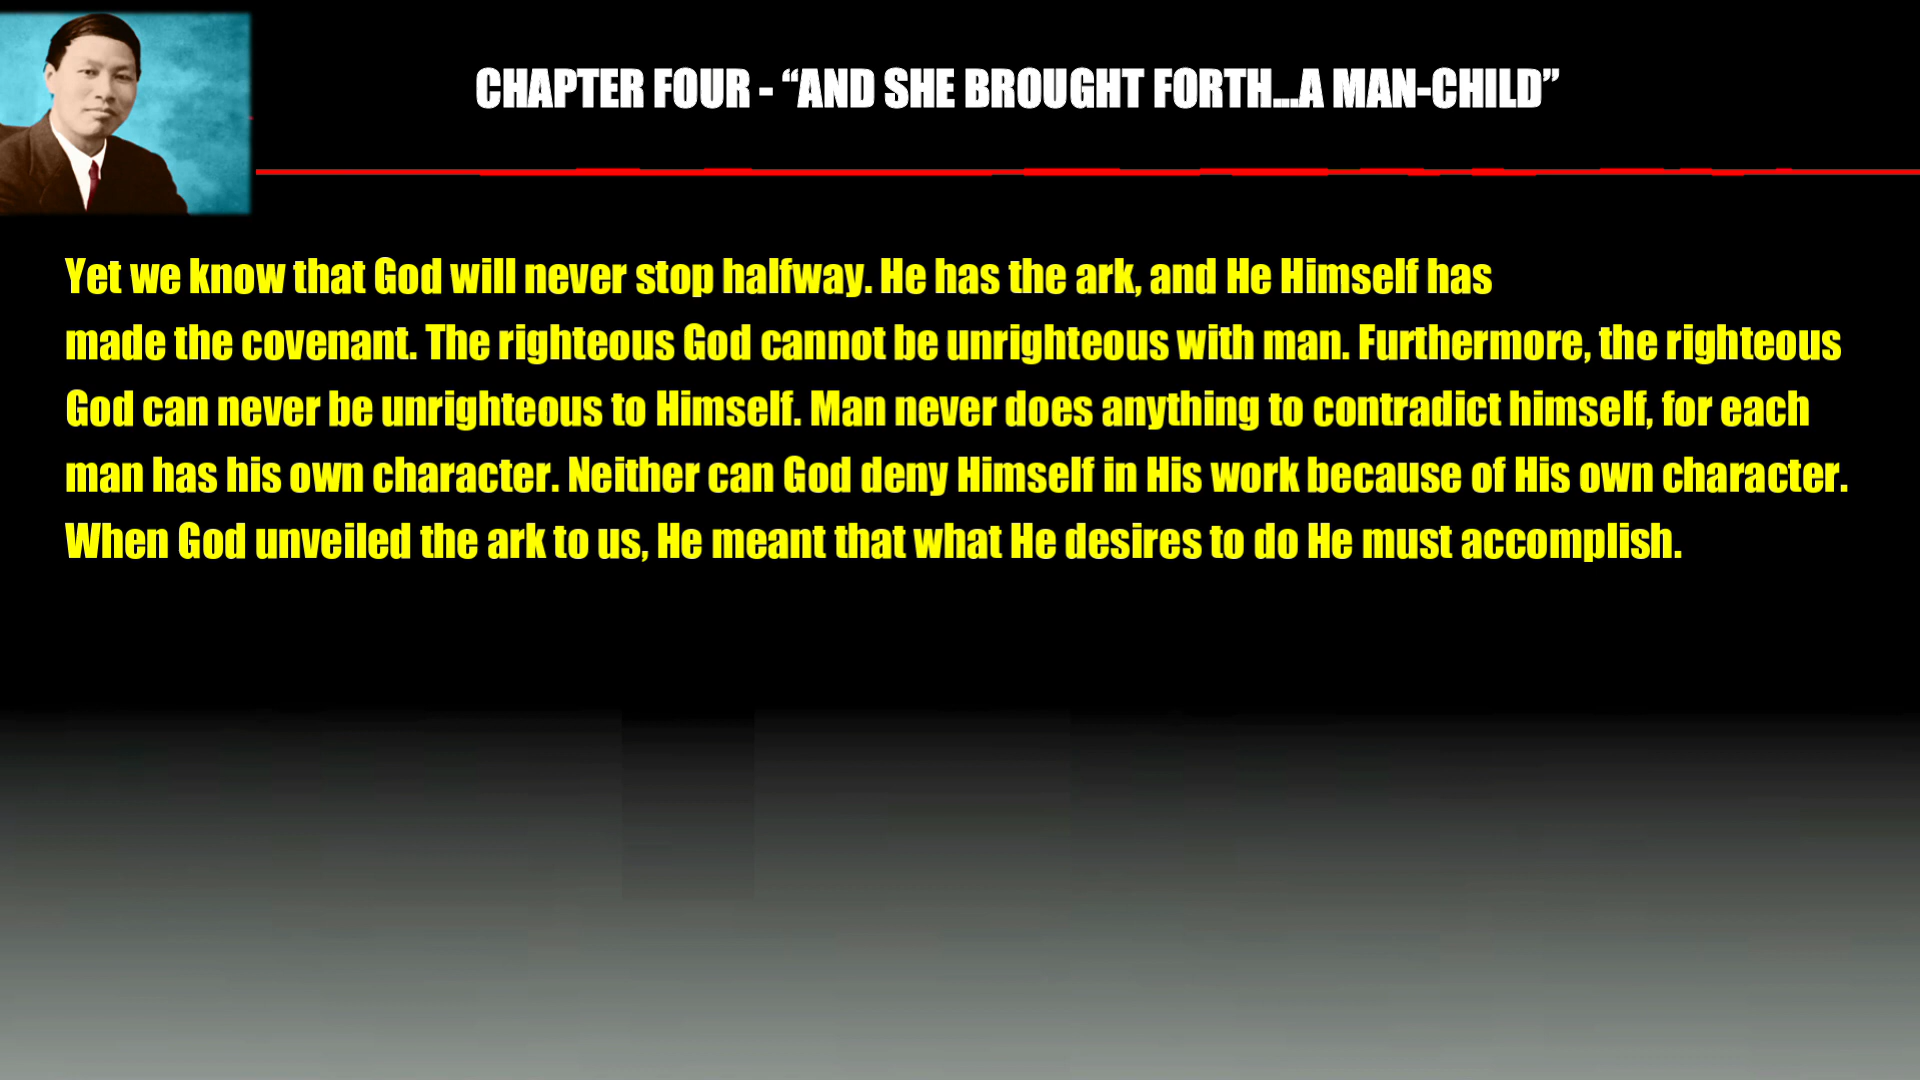 CHAPTER FOUR - “AND SHE BROUGHT FORTH...A MAN-CHILD”
Yet we know that God will never stop halfway. He has the ark, and He Himself has
made the covenant. The righteous God cannot be unrighteous with man. Furthermore, the righteous
God can never be unrighteous to Himself. Man never does anything to contradict himself, for each
man has his own character. Neither can God deny Himself in His work because of His own character.
When God unveiled the ark to us, He meant that what He desires to do He must accomplish.